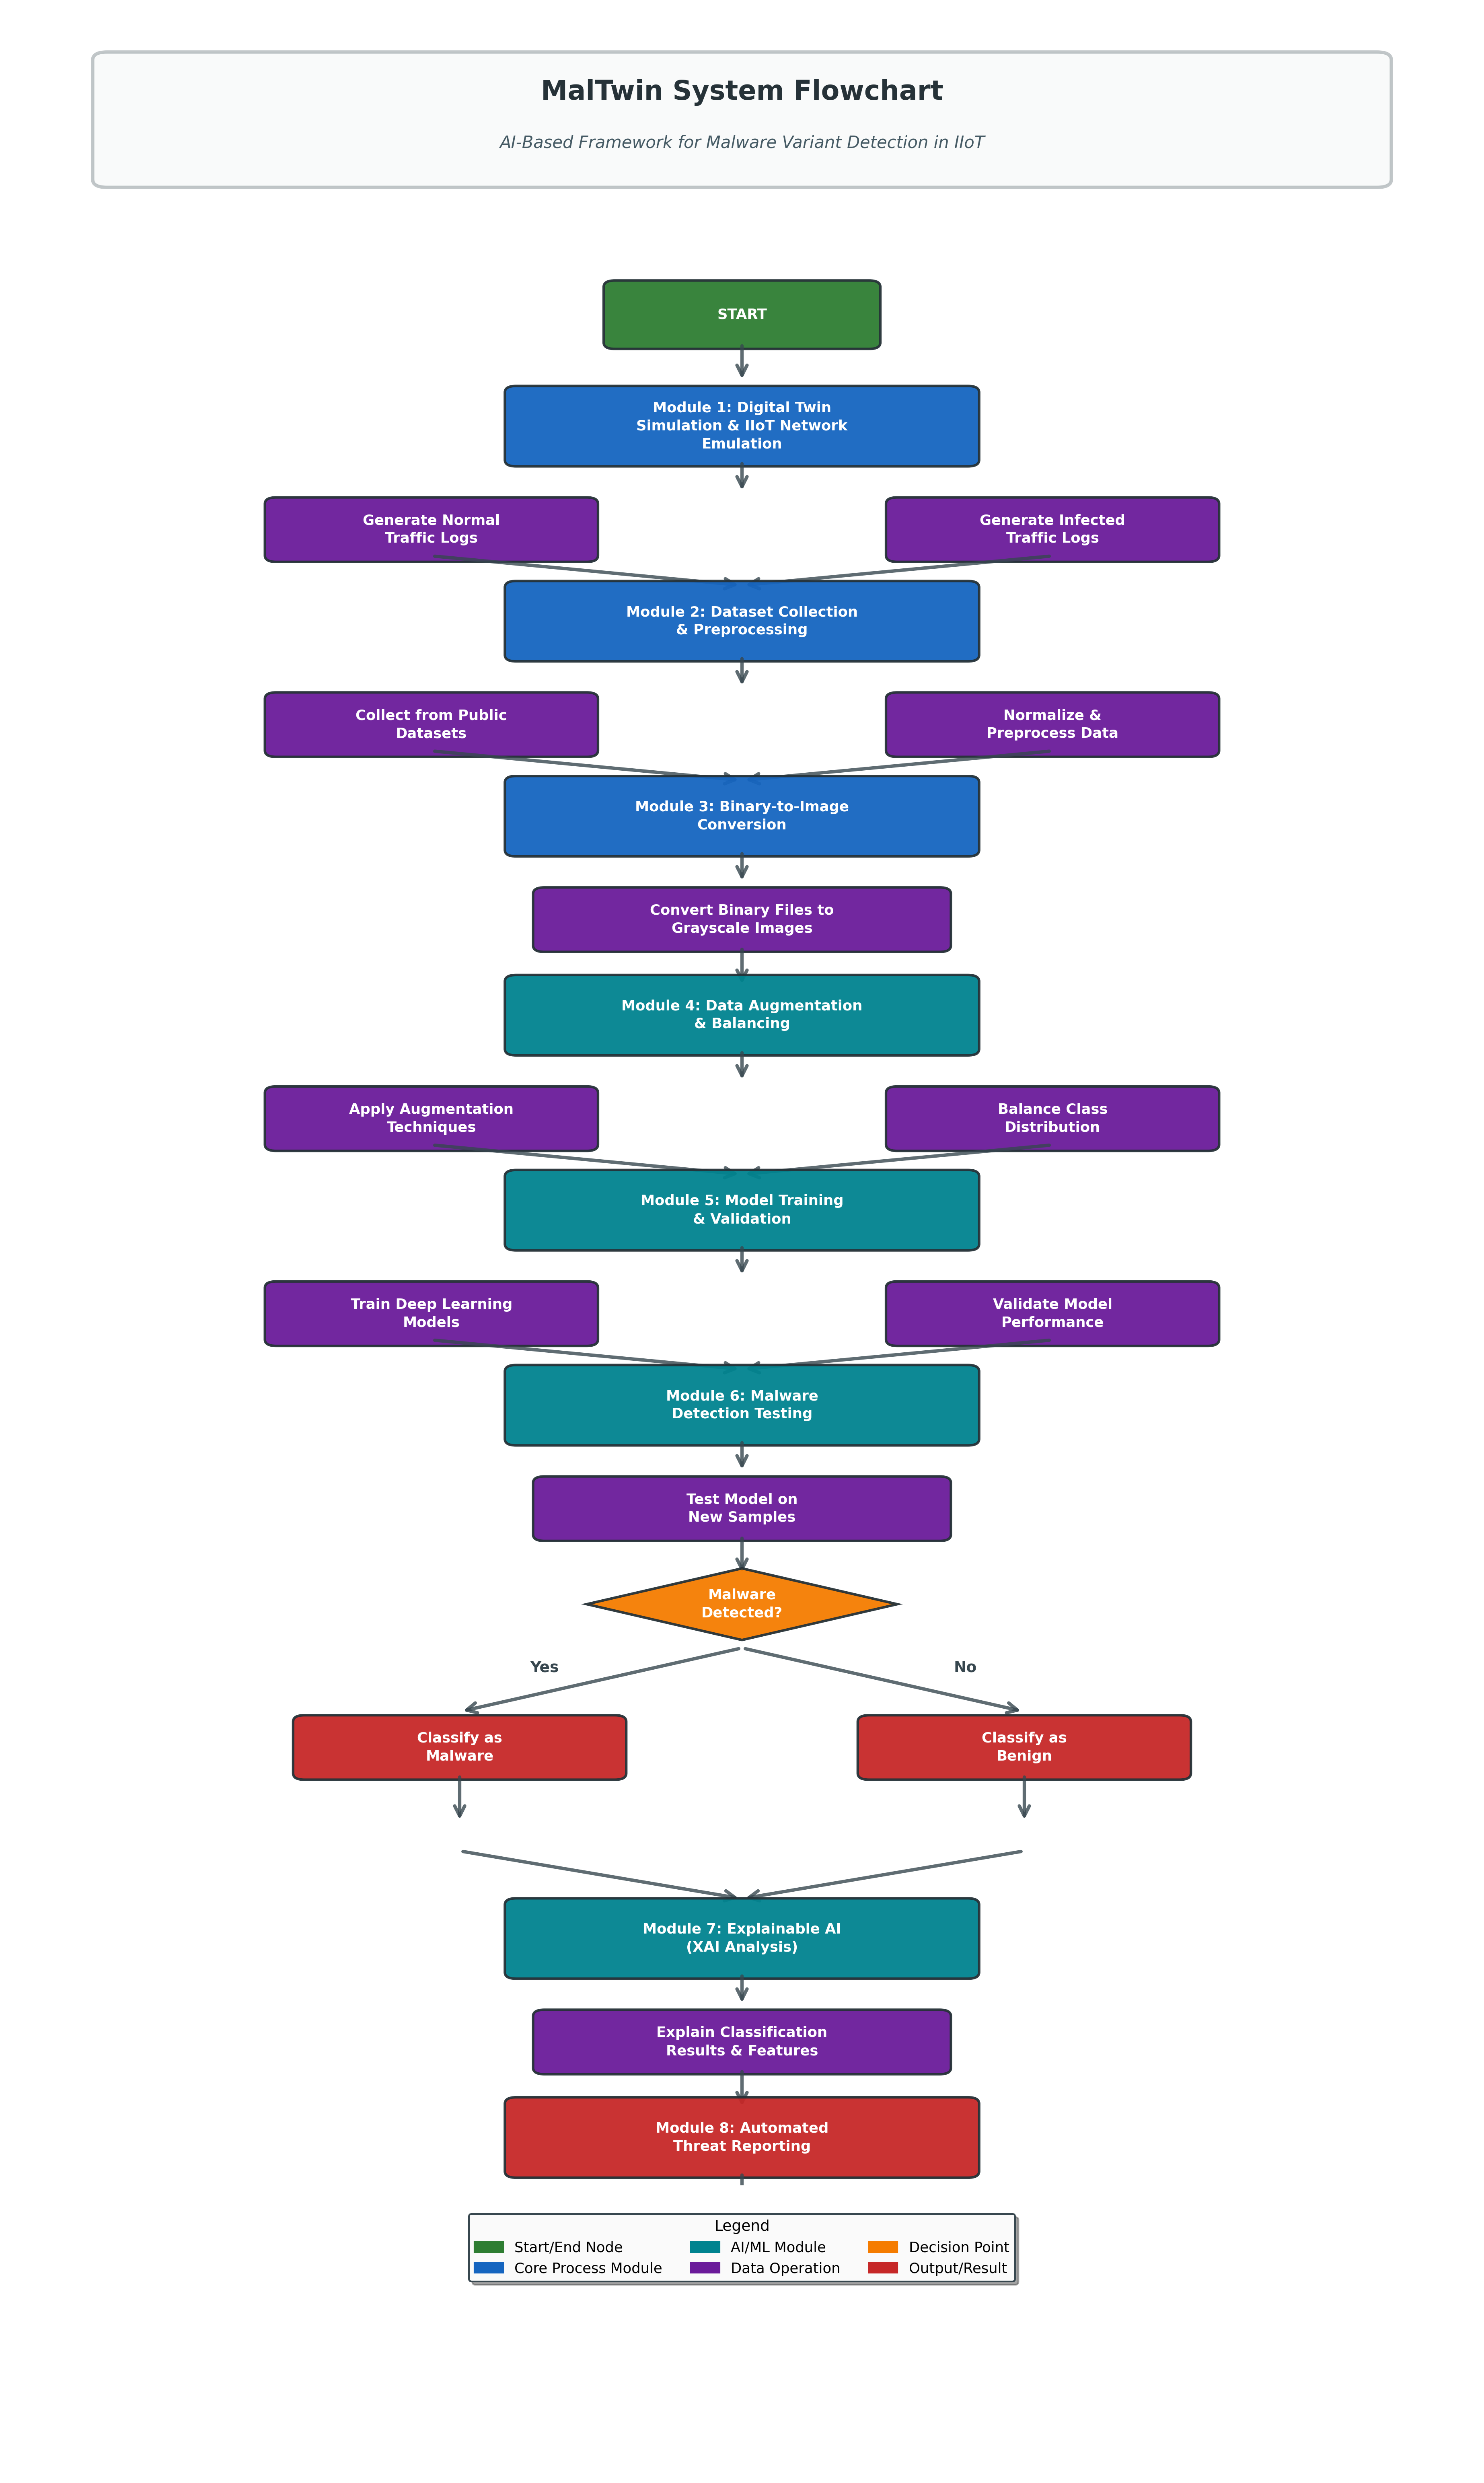 MalTwin System Flowchart
AI-Based Framework for Malware Variant Detection in IIoT
START
Module 1: Digital Twin
Simulation & IIoT Network
Emulation
Generate Normal
Traffic Logs
Generate Infected
Traffic Logs
Module 2: Dataset Collection
& Preprocessing
Collect from Public
Datasets
Normalize &
Preprocess Data
Module 3: Binary-to-Image
Conversion
Convert Binary Files to
Grayscale Images
Module 4: Data Augmentation
& Balancing
Apply Augmentation
Techniques
Balance Class
Distribution
Module 5: Model Training
& Validation
Train Deep Learning
Models
Validate Model
Performance
Module 6: Malware
Detection Testing
Test Model on
New Samples
Malware
Detected?
Yes
No
Classify as
Malware
Classify as
Benign
Module 7: Explainable AI
(XAI Analysis)
Explain Classification
Results & Features
Module 8: Automated
Threat Reporting
Legend
Start/End Node
Core Process Module
AI/ML Module
Data Operation
Decision Point
Output/Result